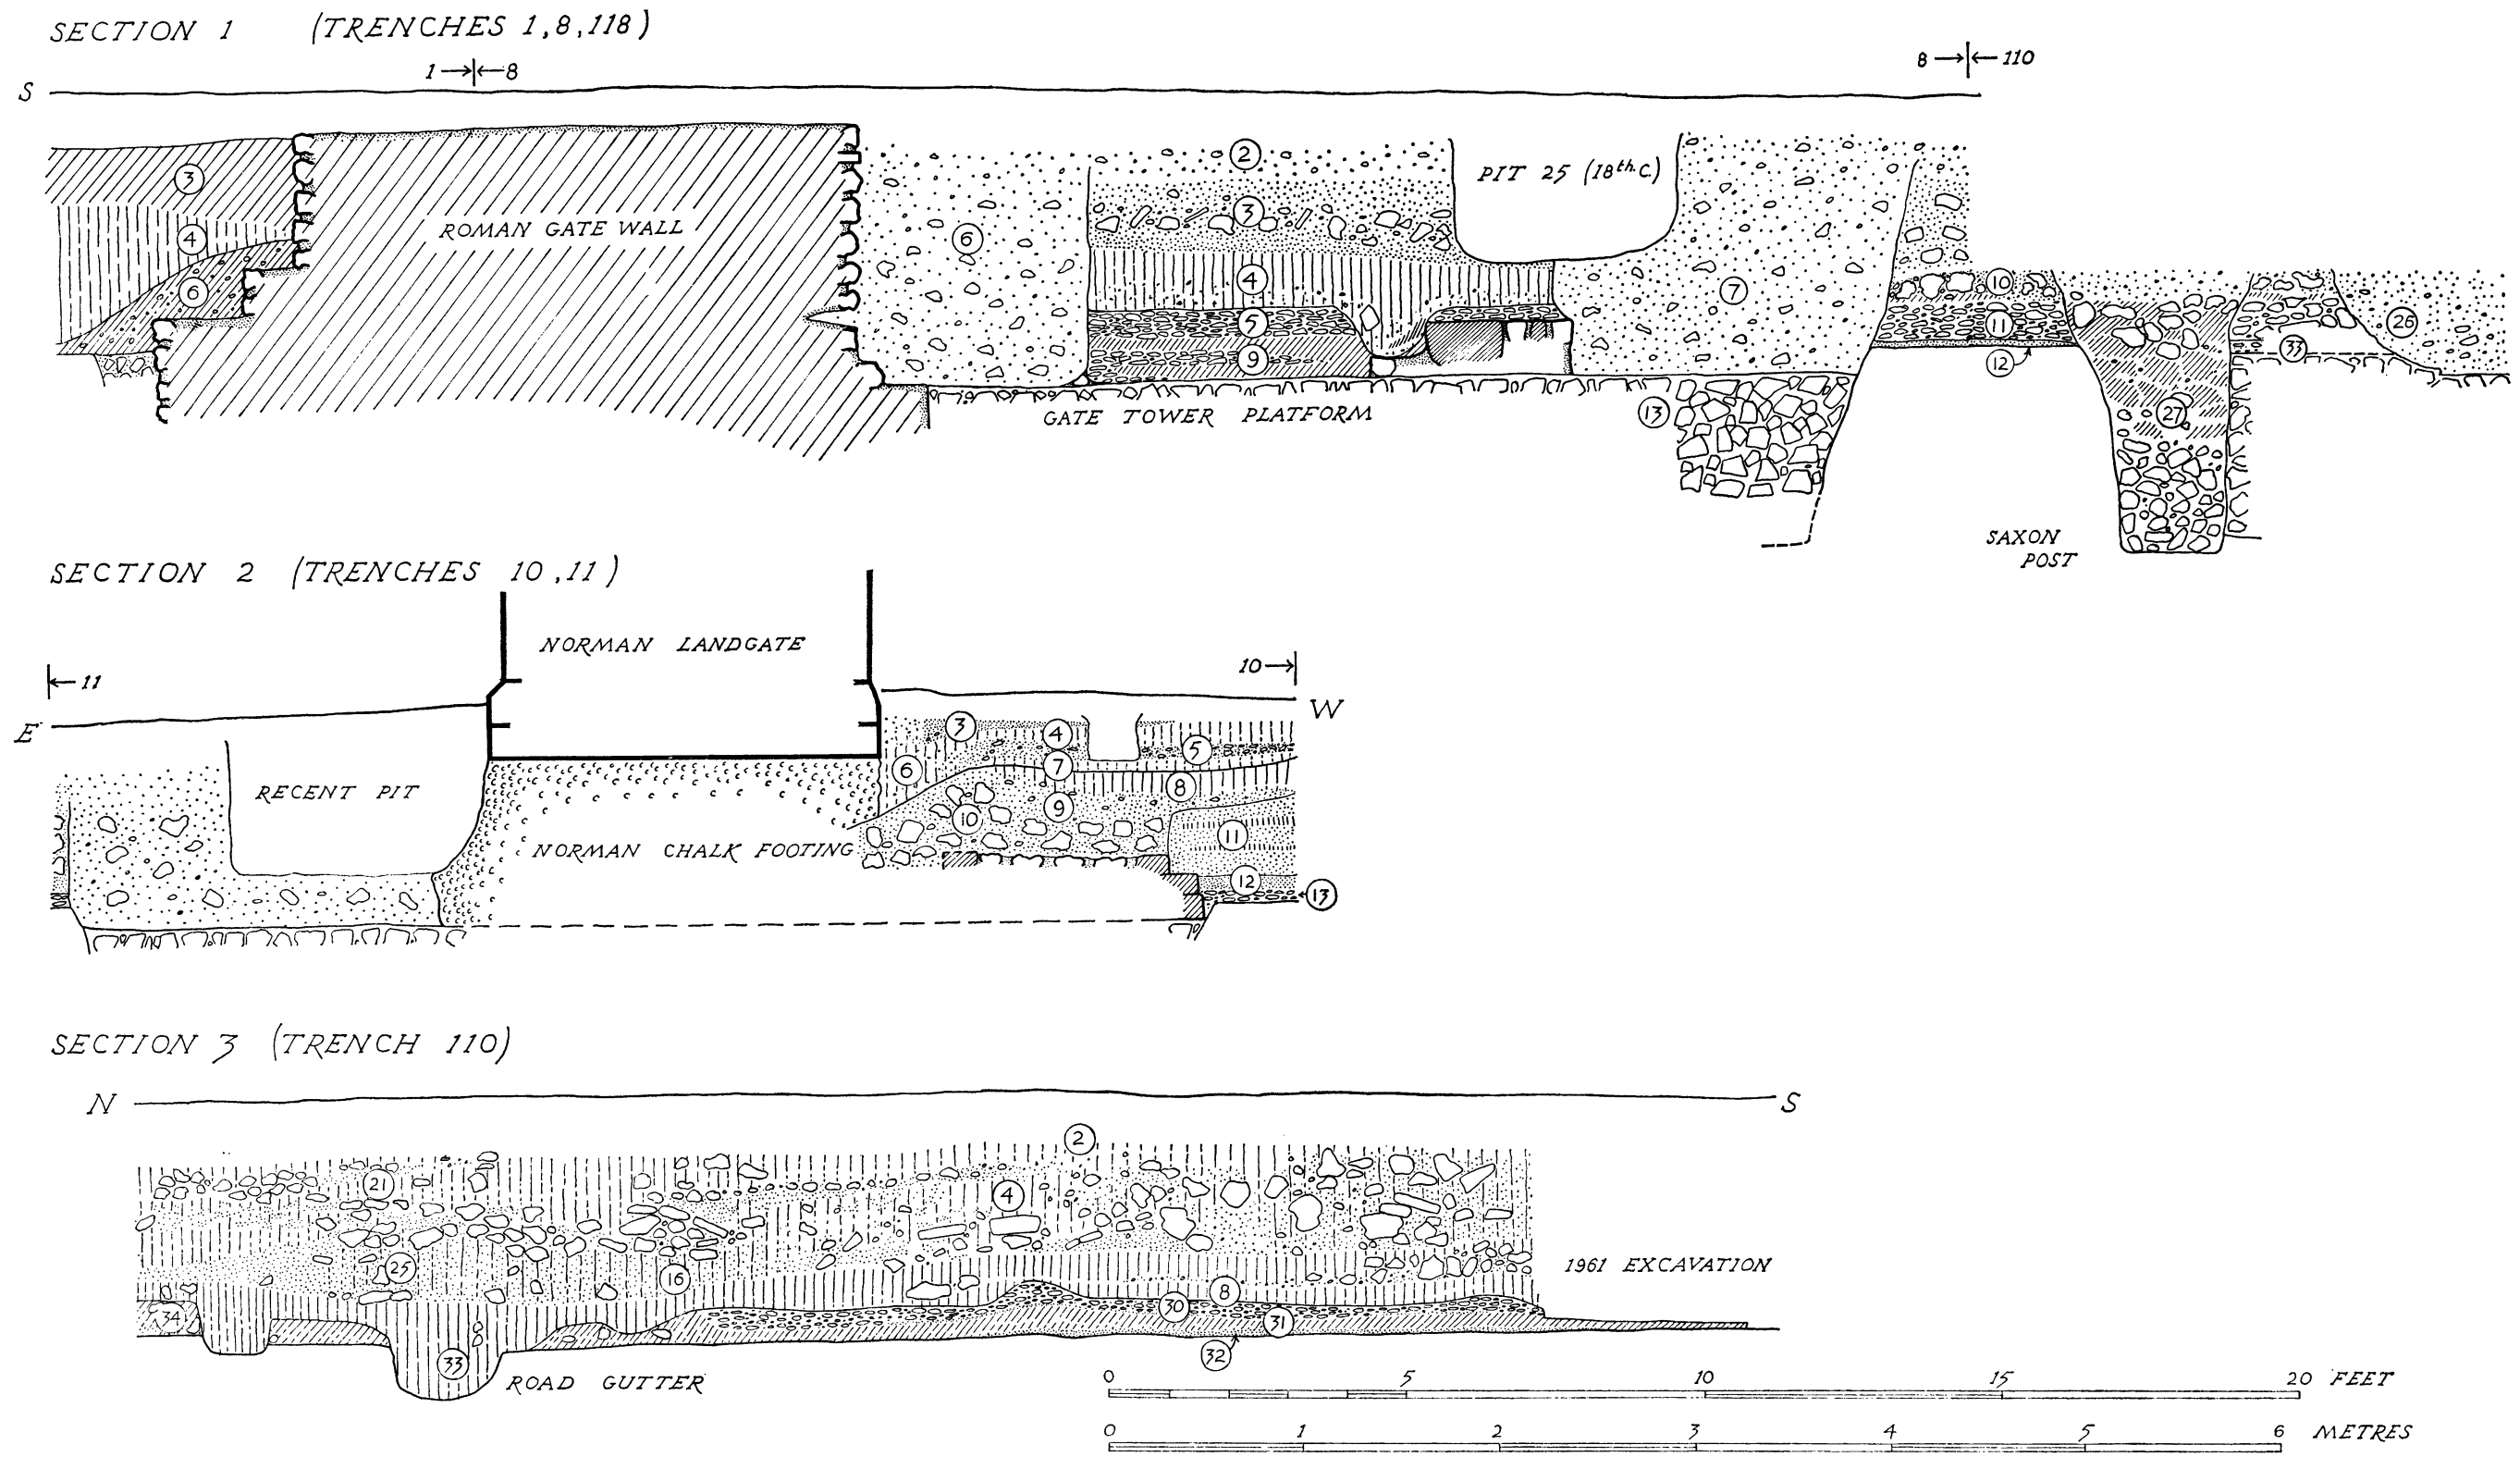 SECTION 1 (TRENCHES 1,8,118)
1 → ← 8
8 → ← 110
S
2
3
PIT 25 (18th. C.)
3
ROMAN GATE WALL
4
6
4
6
7
10
5
11
26
33
9
12
GATE TOWER PLATFORM
13
27
SAXON
POST
SECTION 2 (TRENCHES 10,11)
NORMAN LANDGATE
← 11
10 →
E
W
3
4
5
6
7
8
RECENT PIT
9
10
11
NORMAN CHALK FOOTING
12
13
SECTION 3 (TRENCH 110)
N
S
2
21
4
25
16
1961 EXCAVATION
8
30
34
31
32
33
ROAD GUTTER
0 5 10 15 20 FEET
0 1 2 3 4 5 6 METRES